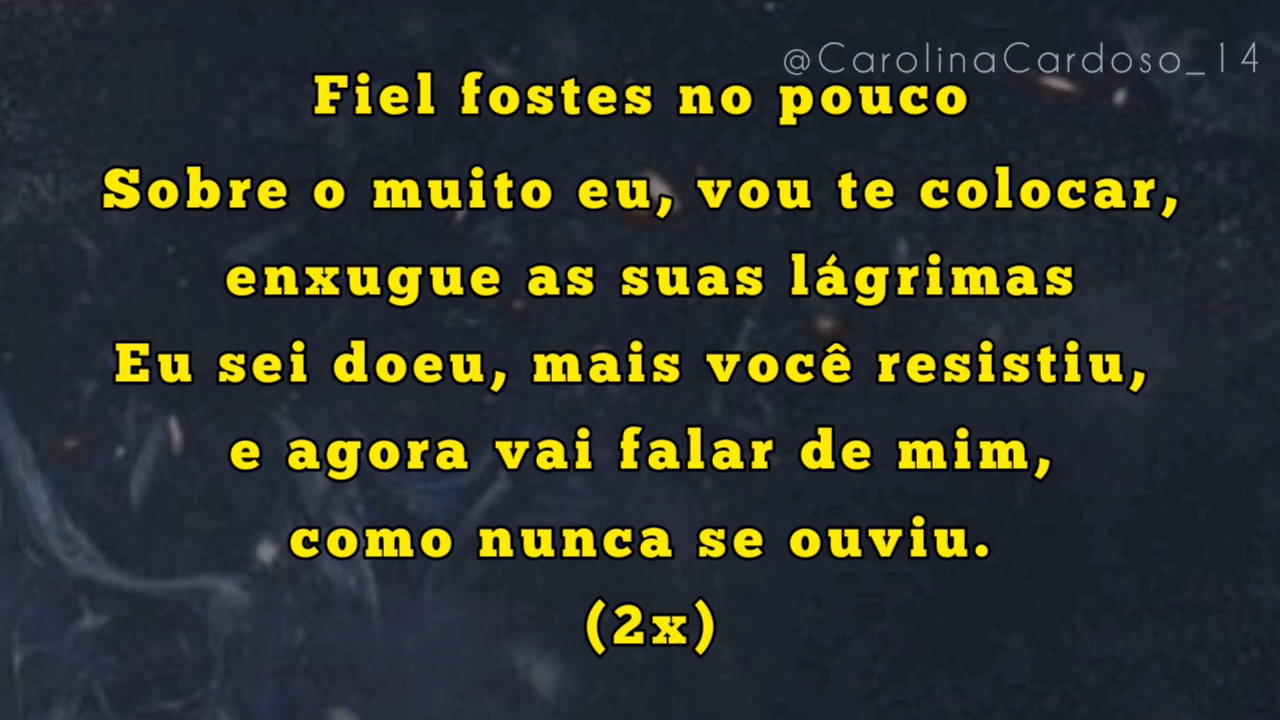 @CarolinaCardoso_14
Fiel fostes no pouco
Sobre o muito eu, vou te colocar,
enxugue as suas lágrimas
Eu sei doeu, mais você resistiu,
e agora vai falar de mim,
como nunca se ouviu.
(2x)